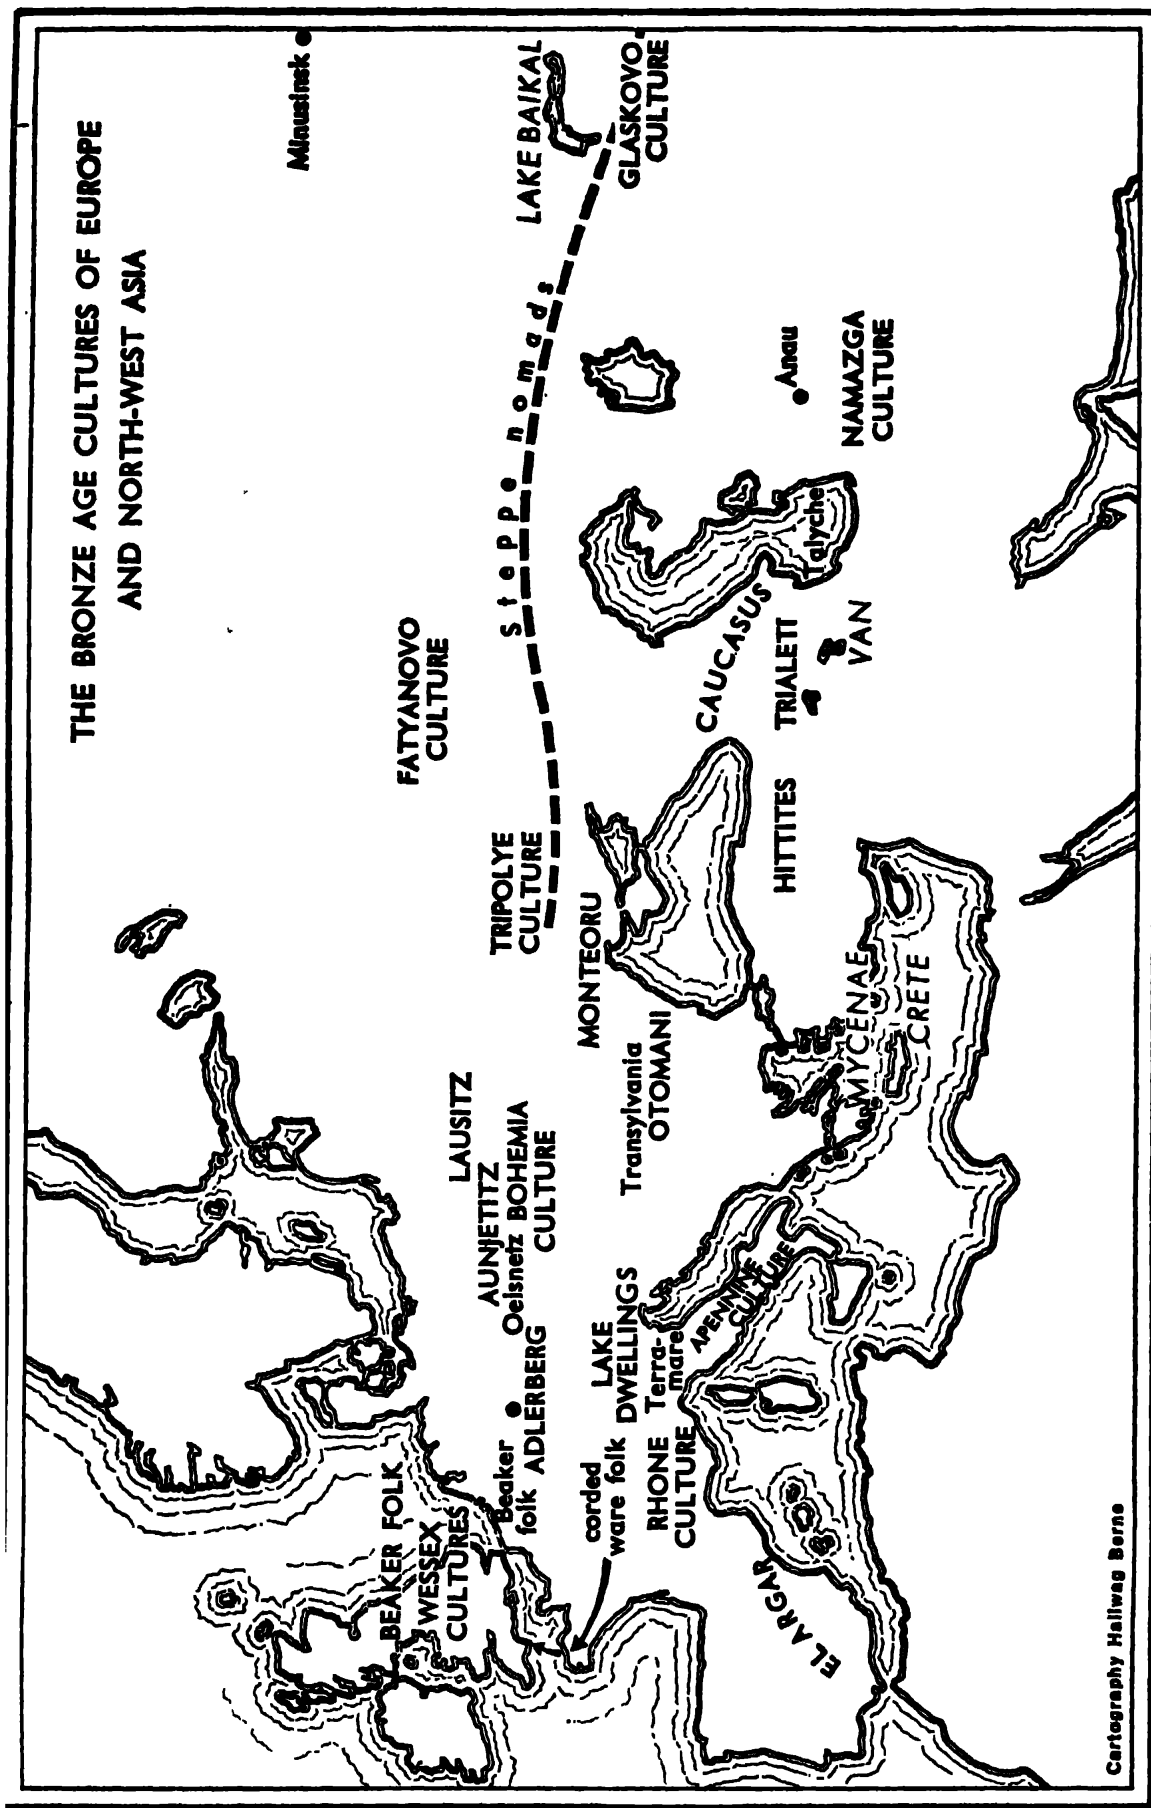 THE BRONZE AGE CULTURES OF EUROPE
AND NORTH-WEST ASIA
Minusinsk
LAKE BAIKAL
GLASKOVO
CULTURE
Steppe nomads
FATYANOVO
CULTURE
TRIPOLYE
CULTURE
Anau
NAMAZGA
CULTURE
Talyche
CAUCASUS
TRIALETT
VAN
HITTITES
MONTEORU
Transylvania
OTOMANI
MYCENAE
CRETE
LAUSITZ
AUNJETITZ
Oelsnetz BOHEMIA
CULTURE
ADLERBERG
Beaker
folk
BEAKER FOLK
WESSEX
CULTURES
corded
ware folk
LAKE
DWELLINGS
Terra-
mare
APENNINE
CULTURE
RHONE
CULTURE
EL ARGAR
Cartography Hallwag Berne